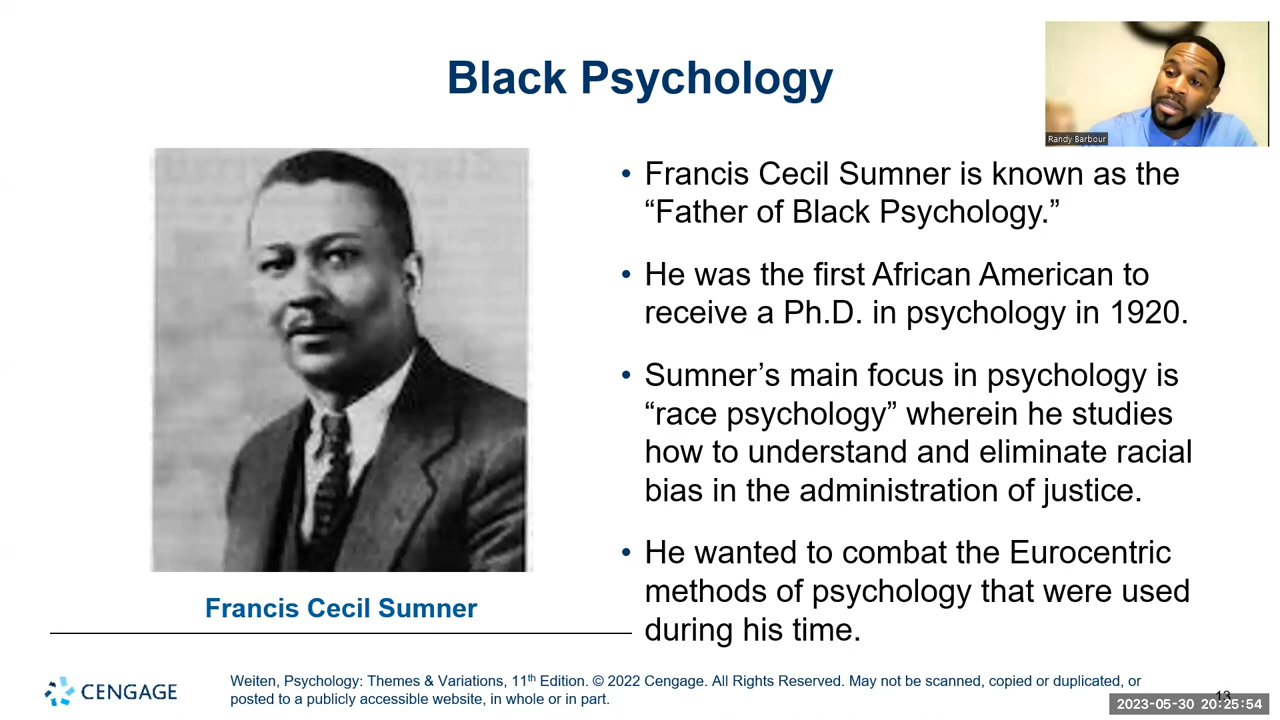 Black Psychology
Randy Barbour
• Francis Cecil Sumner is known as the
“Father of Black Psychology.”
• He was the first African American to
receive a Ph.D. in psychology in 1920.
• Sumner’s main focus in psychology is
“race psychology” wherein he studies
how to understand and eliminate racial
bias in the administration of justice.
• He wanted to combat the Eurocentric
methods of psychology that were used
during his time.
Francis Cecil Sumner
CENGAGE
Weiten, Psychology: Themes & Variations, 11th Edition. © 2022 Cengage. All Rights Reserved. May not be scanned, copied or duplicated, or
posted to a publicly accessible website, in whole or in part.
13
2023-05-30 20:25:54